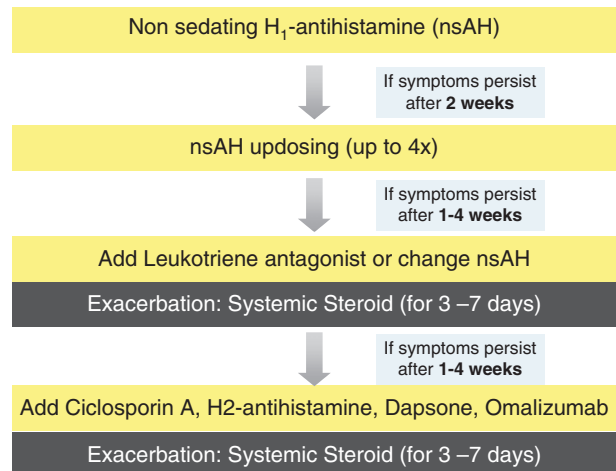 Non sedating H₁-antihistamine (nsAH)
If symptoms persist
after 2 weeks
nsAH updosing (up to 4x)
If symptoms persist
after 1-4 weeks
Add Leukotriene antagonist or change nsAH
Exacerbation: Systemic Steroid (for 3 –7 days)
If symptoms persist
after 1-4 weeks
Add Ciclosporin A, H2-antihistamine, Dapsone, Omalizumab
Exacerbation: Systemic Steroid (for 3 –7 days)